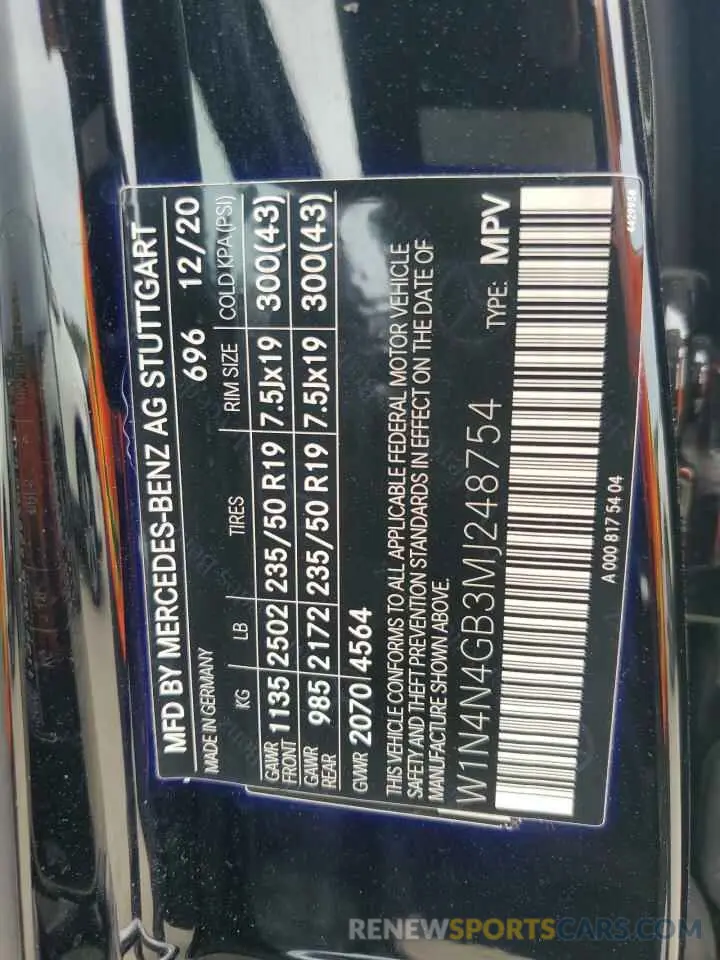 MFD BY MERCEDES-BENZ AG STUTTGART
MADE IN GERMANY 696 12/20
KG LB TIRES RIM SIZE COLD KPA(PSI)
GAWR FRONT 1135 2502 235/50 R19 7.5Jx19 300(43)
GAWR REAR 985 2172 235/50 R19 7.5Jx19 300(43)
GVWR 2070 4564
THIS VEHICLE CONFORMS TO ALL APPLICABLE FEDERAL MOTOR VEHICLE
SAFETY AND THEFT PREVENTION STANDARDS IN EFFECT ON THE DATE OF
MANUFACTURE SHOWN ABOVE.
W1N4N4GB3MJ248754 TYPE: MPV
A 000 817 54 04
RENEWSPORTSCARS.COM